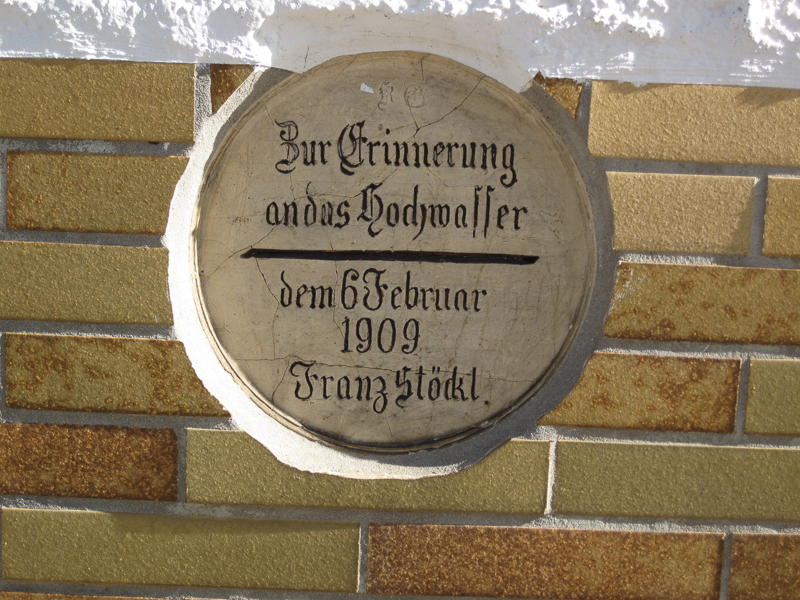 Zur Erinnerung
an das Hochwasser
dem 6 Februar
1909
Franz Stöckl.